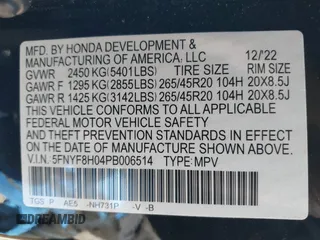 MFD. BY HONDA DEVELOPMENT &
MANUFACTURING OF AMERICA, LLC 12/'22
GVWR 2450 KG(5401LBS) TIRE SIZE RIM SIZE
GAWR F 1295 KG(2855LBS) 265/45R20 104H 20X8.5J
GAWR R 1425 KG(3142LBS) 265/45R20 104H 20X8.5J
THIS VEHICLE CONFORMS TO ALL APPLICABLE
FEDERAL MOTOR VEHICLE SAFETY
STANDARDS IN EFFECT ON THE
DATE OF MANUFACTURE SHOWN ABOVE.
V.I.N. 5FNYF8H04PB006514 TYPE: MPV
TGS P AE5 -NH731P -V -B
DREAMBID